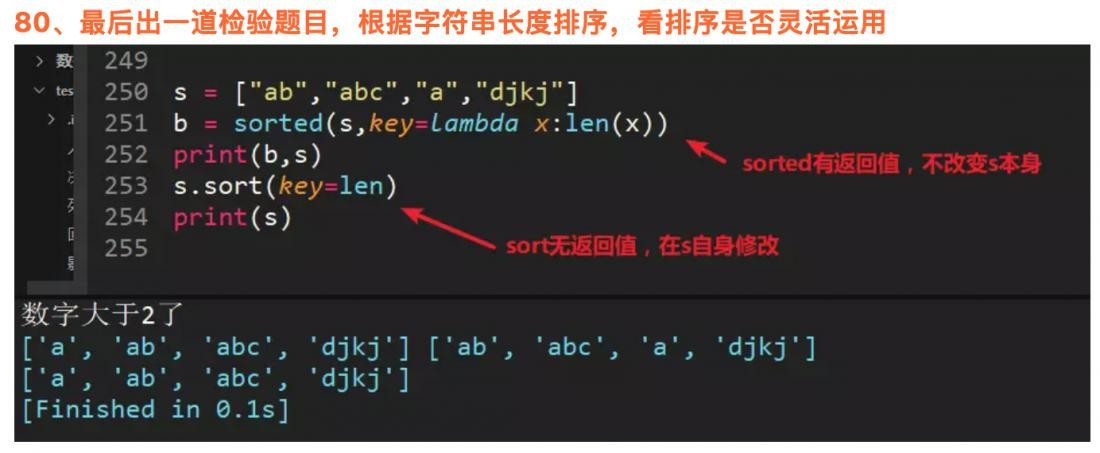 80、最后出一道检验题目，根据字符串长度排序，看排序是否灵活运用
数
tes
249
250 s = ["ab","abc","a","djkj"]
251 b = sorted(s,key=lambda x:len(x))
252 print(b,s)
sorted有返回值，不改变s本身
253 s.sort(key=len)
254 print(s)
sort无返回值，在s自身修改
255
数字大于2了
['a', 'ab', 'abc', 'djkj'] ['ab', 'abc', 'a', 'djkj']
['a', 'ab', 'abc', 'djkj']
[Finished in 0.1s]